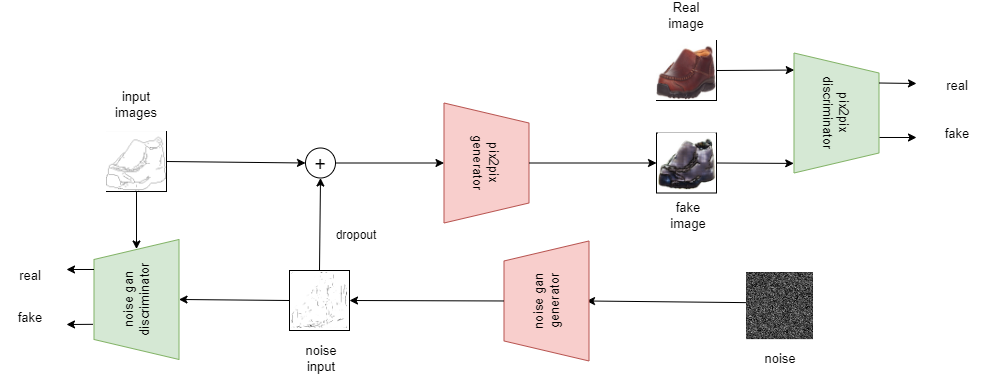 Real
image
input
images
pix2pix
generator
pix2pix
discriminator
real
fake
+
fake
image
dropout
real
fake
noise gan
discriminator
noise
input
noise gan
generator
noise